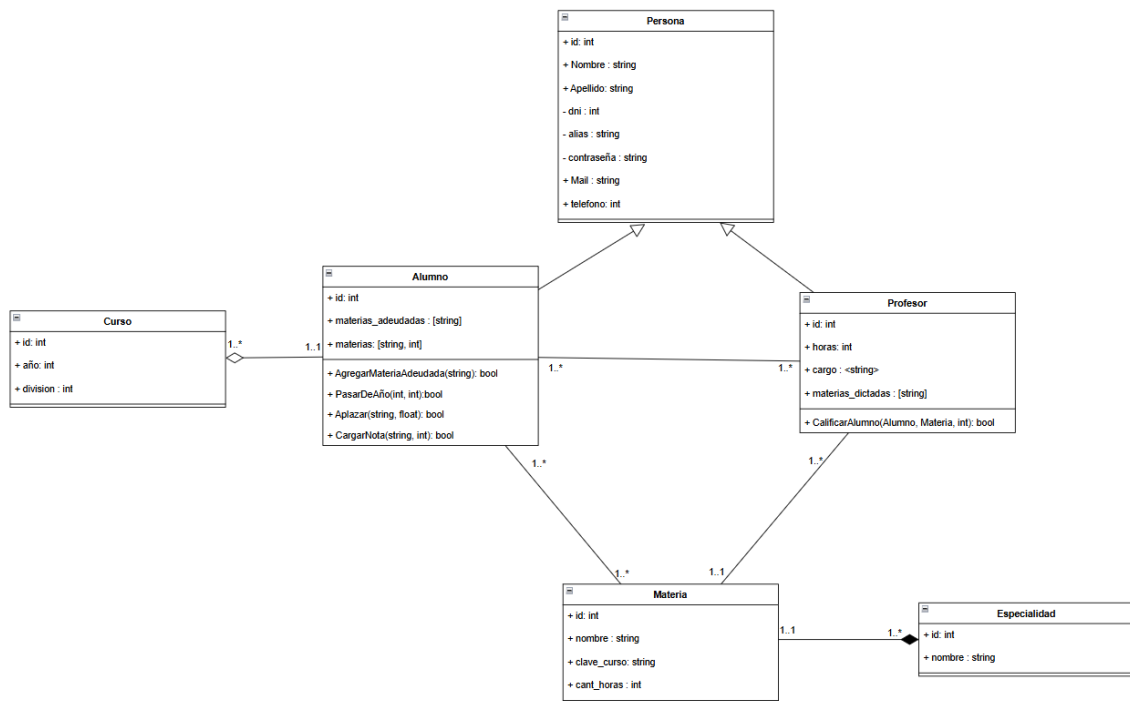 Persona
+ id: int
+ Nombre : string
+ Apellido: string
- dni : int
- alias : string
- contraseña : string
+ Mail : string
+ telefono: int
Alumno
+ id: int
+ materias_adeudadas : [string]
+ materias: [string, int]
+ AgregarMateriaAdeudada(string): bool
+ PasarDeAño(int, int):bool
+ Aplazar(string, float): bool
+ CargarNota(string, int): bool
Profesor
+ id: int
+ horas: int
+ cargo : <string>
+ materias_dictadas : [string]
+ CalificarAlumno(Alumno, Materia, int): bool
Curso
+ id: int
+ año: int
+ division : int
1..*
1..1
1..*
1..*
1..*
1..*
1..*
1..1
Materia
+ id: int
+ nombre : string
+ clave_curso: string
+ cant_horas : int
1..1
1..*
Especialidad
+ id: int
+ nombre : string